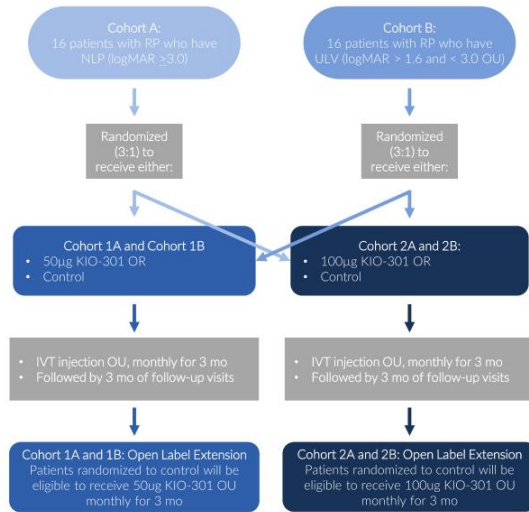 Cohort A:
16 patients with RP who have
NLP (logMAR ≥3.0)
Cohort B:
16 patients with RP who have
ULV (logMAR > 1.6 and < 3.0 OU)
Randomized
(3:1) to
receive either:
Randomized
(3:1) to
receive either:
Cohort 1A and Cohort 1B
• 50µg KIO-301 OR
• Control
Cohort 2A and 2B:
• 100µg KIO-301 OR
• Control
• IVT injection OU, monthly for 3 mo
• Followed by 3 mo of follow-up visits
• IVT injection OU, monthly for 3 mo
• Followed by 3 mo of follow-up visits
Cohort 1A and 1B: Open Label Extension
Patients randomized to control will be
eligible to receive 50ug KIO-301 OU
monthly for 3 mo
Cohort 2A and 2B: Open Label Extension
Patients randomized to control will be
eligible to receive 100ug KIO-301 OU
monthly for 3 mo